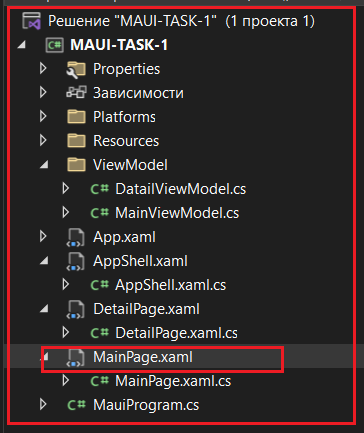 Решение "MAUI-TASK-1" (1 проекта 1)
MAUI-TASK-1
Properties
Зависимости
Platforms
Resources
ViewModel
C# DatailViewModel.cs
C# MainViewModel.cs
App.xaml
AppShell.xaml
C# AppShell.xaml.cs
DetailPage.xaml
C# DetailPage.xaml.cs
MainPage.xaml
C# MainPage.xaml.cs
C# MauiProgram.cs